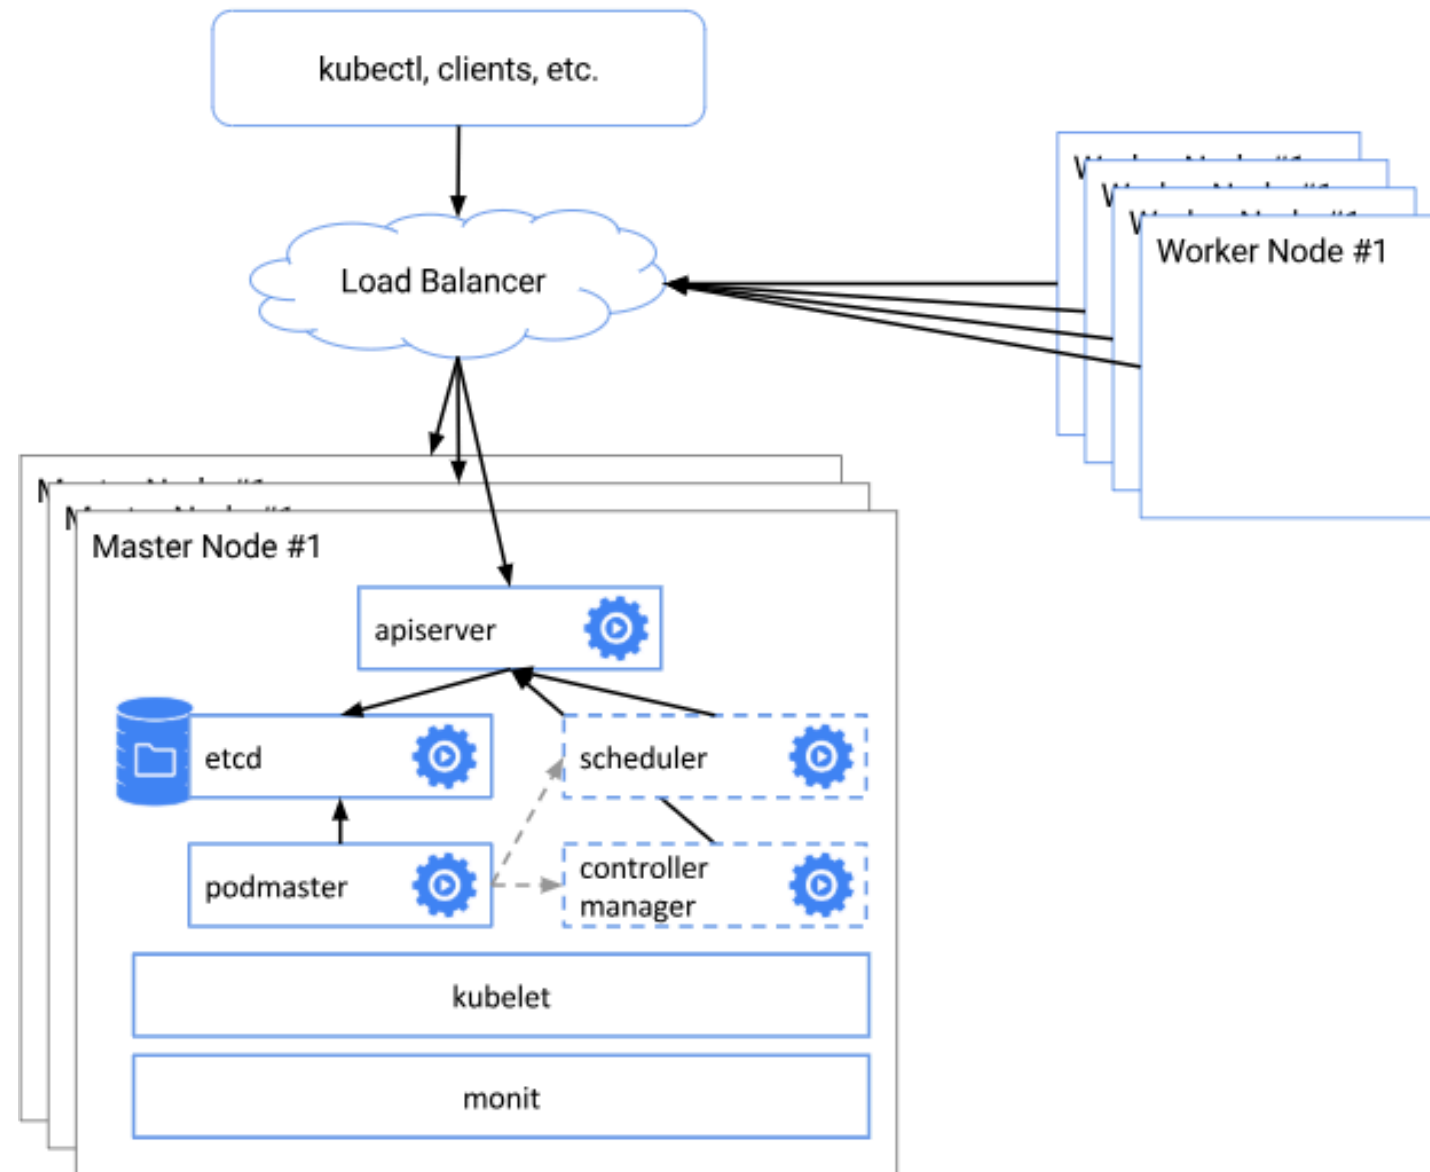 kubectl, clients, etc.
Load Balancer
Worker Node #1
Master Node #1
apiserver
etcd
scheduler
podmaster
controller
manager
kubelet
monit